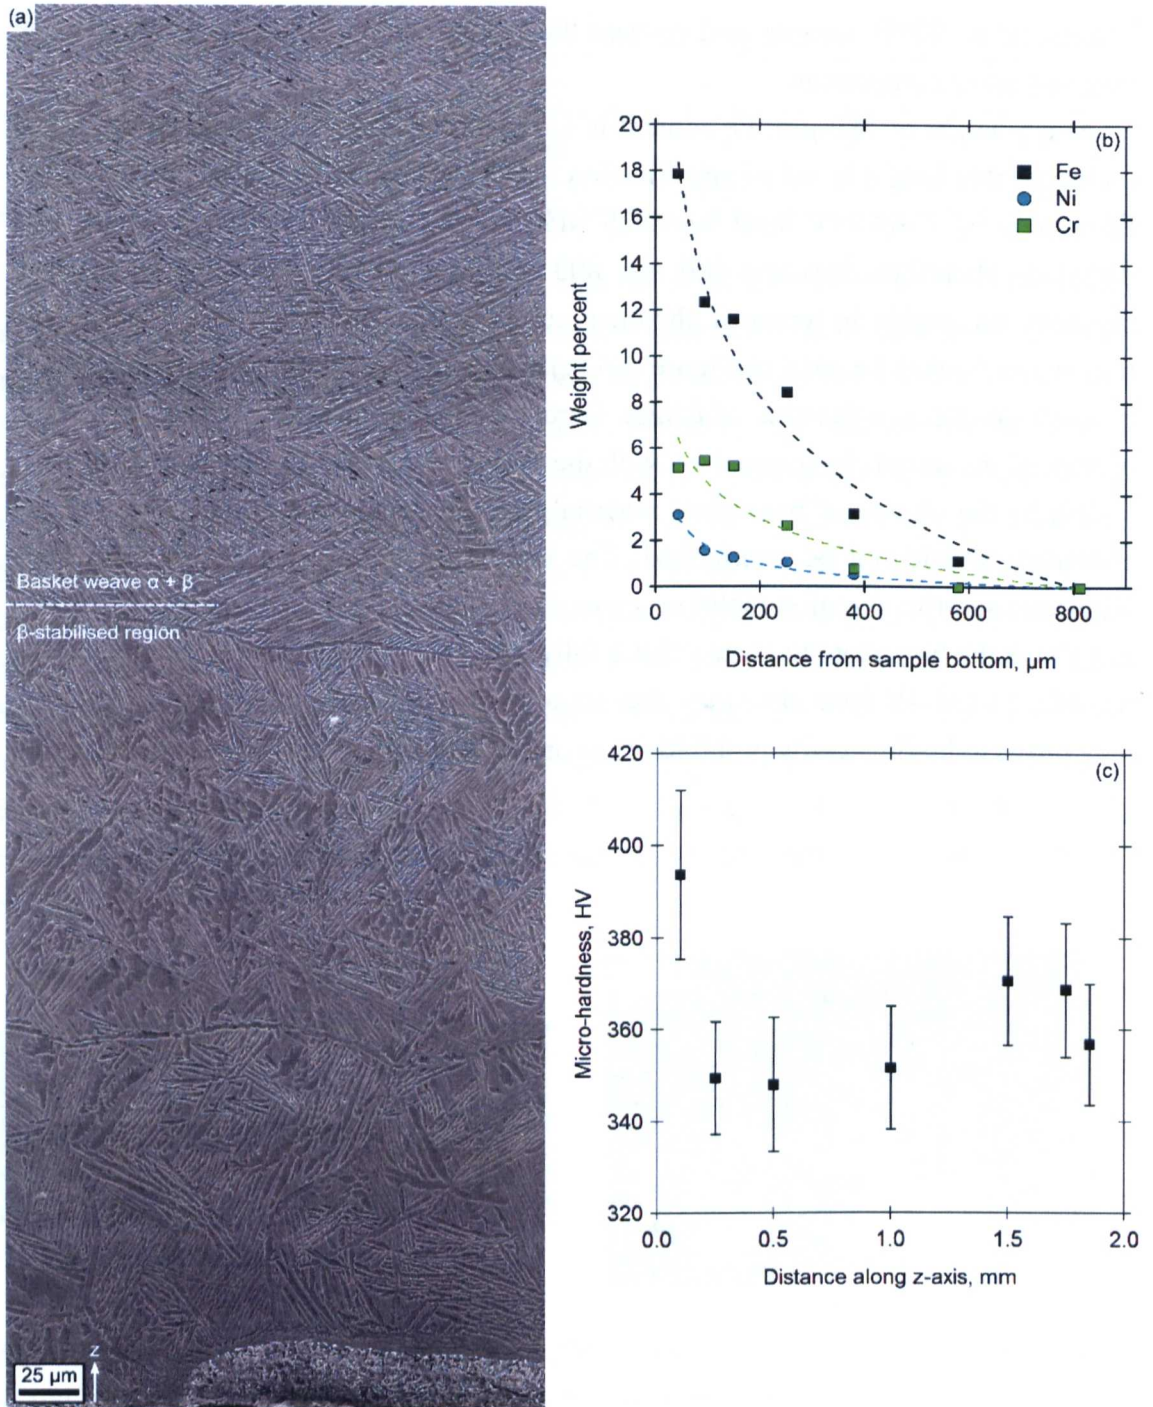 (a)
Basket weave α + β
β-stabilised region
25 µm
z
(b)
Fe
Ni
Cr
Weight percent
20
18
16
14
12
10
8
6
4
2
0
0 200 400 600 800
Distance from sample bottom, µm
(c)
Micro-hardness, HV
420
400
380
360
340
320
0.0 0.5 1.0 1.5 2.0
Distance along z-axis, mm